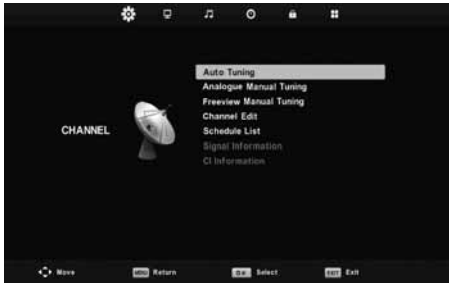 Auto Tuning
Analogue Manual Tuning
Freeview Manual Tuning
Channel Edit
CHANNEL
Schedule List
Signal Information
CI Information
Move MENU Return OK Select EXIT Exit